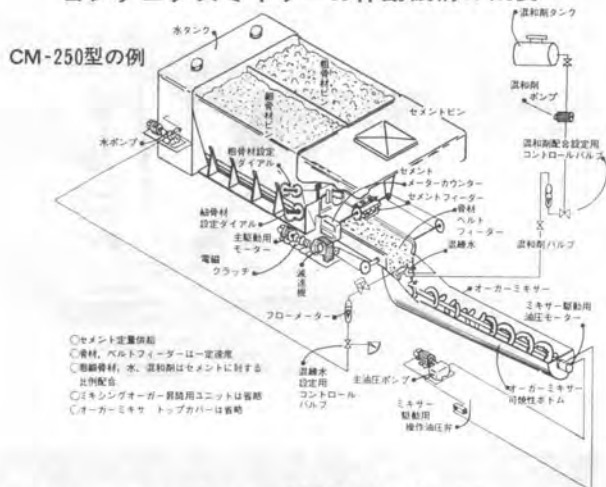 CM-250型の例
水タンク
粗骨材ビン
細骨材ビン
セメントビン
混和剤タンク
混和剤
ポンプ
混和剤配合設定用
コントロールバルブ
水ポンプ
粗骨材設定
ダイアル
セメント
メーターカウンター
セメントフィーダー
骨材
ベルト
フィーダー
細骨材
設定ダイアル
主駆動用
モーター
電磁
クラッチ
減速機
混練水
混和剤バルブ
オーガーミキサー
ミキサー駆動用
油圧モーター
フローメーター
混練水
設定用
コントロール
バルブ
主油圧ポンプ
オーガーミキサー
可撓性ボトム
ミキサー
駆動用
操作油圧弁
○セメント定量供給
○骨材、ベルトフィーダーは一定速度
○粗細骨材、水、混和剤はセメントに対する
比例配合
○ミキシングオーガー昇降用ユニットは省略
○オーガーミキサ トップカバーは省略